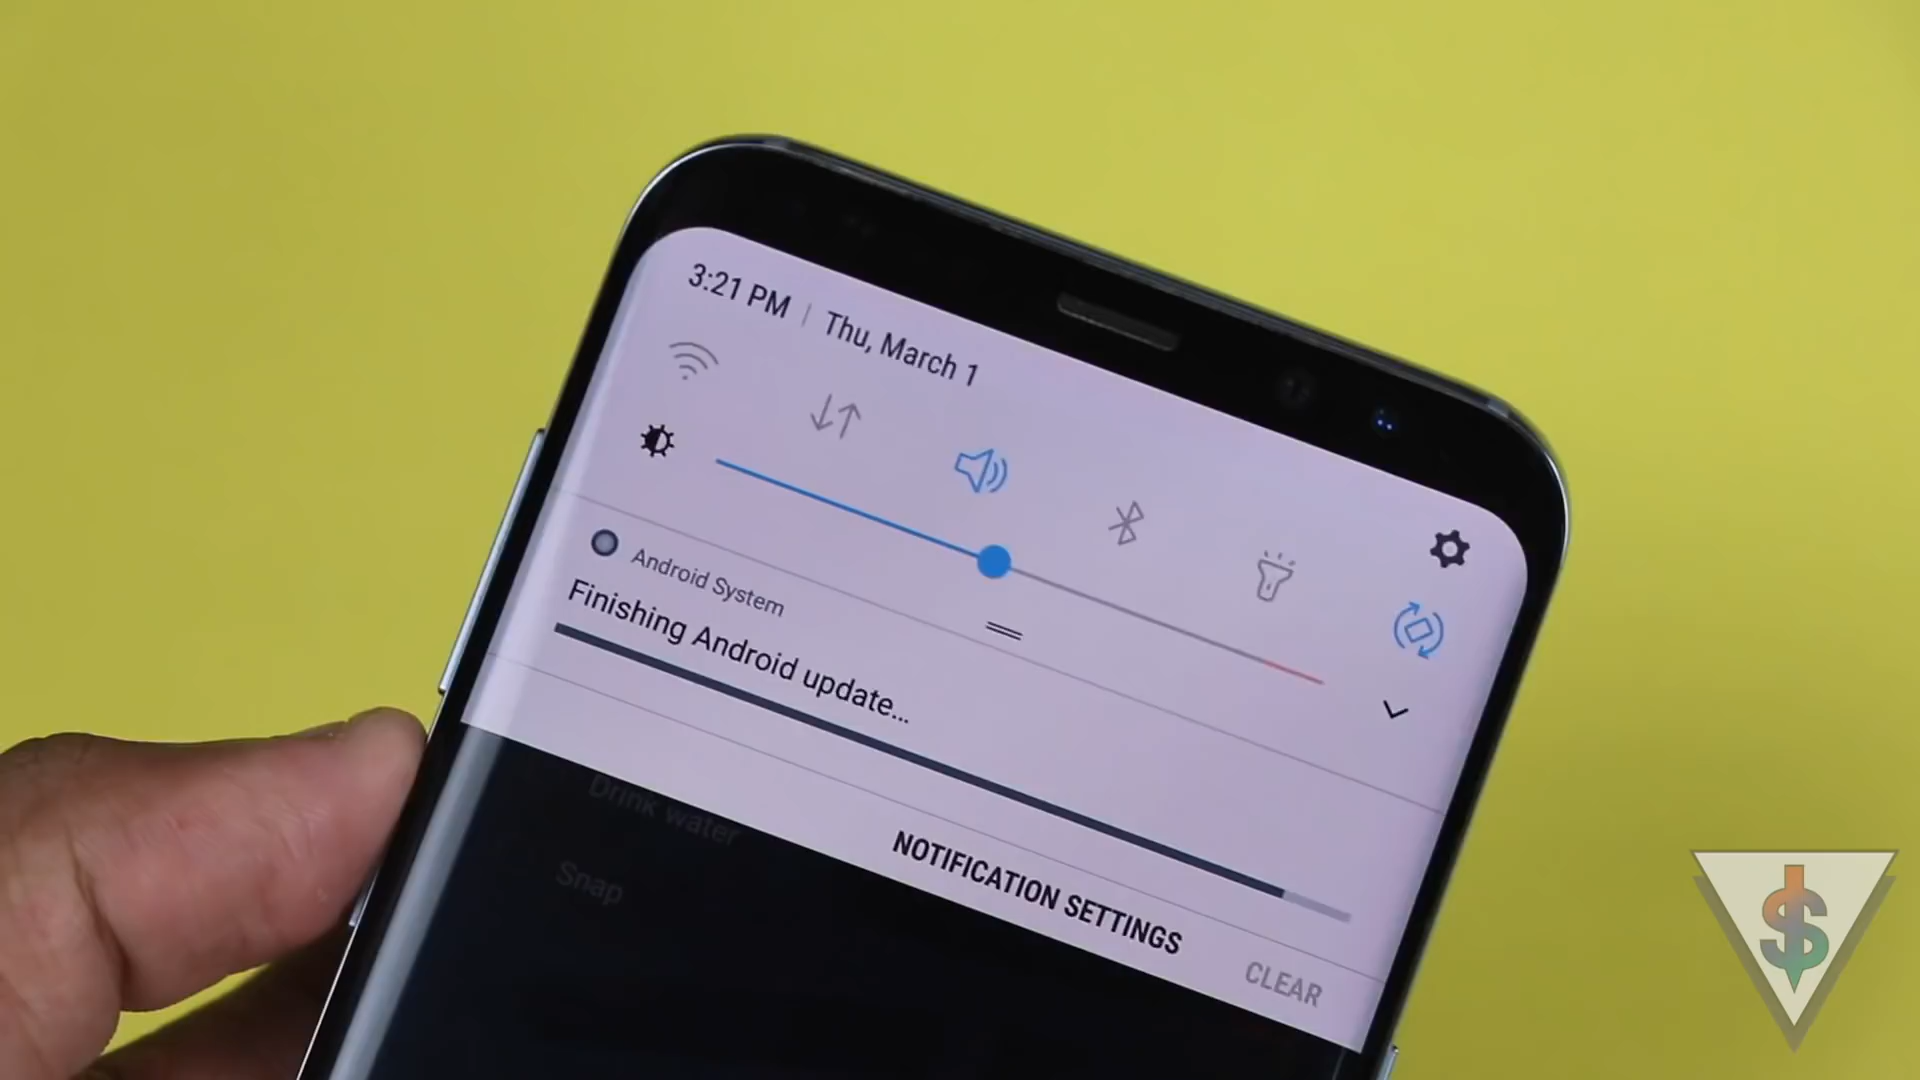 3:21 PM | Thu, March 1
Android System
Finishing Android update...
NOTIFICATION SETTINGS
CLEAR
Drink water
Snap
$